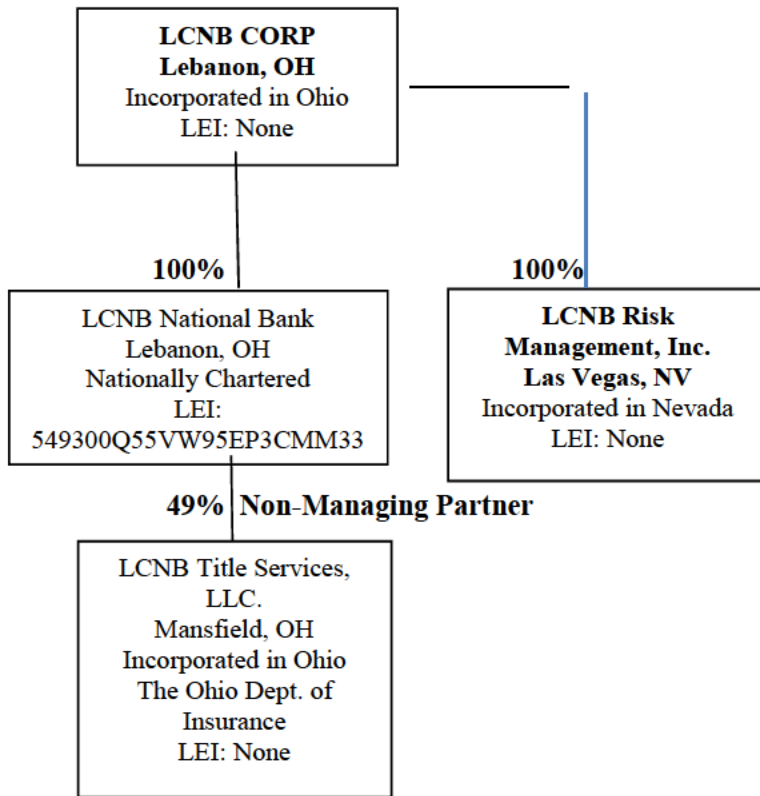 LCNB CORP
Lebanon, OH
Incorporated in Ohio
LEI: None
100%
100%
LCNB National Bank
Lebanon, OH
Nationally Chartered
LEI:
549300Q55VW95EP3CMM33
LCNB Risk
Management, Inc.
Las Vegas, NV
Incorporated in Nevada
LEI: None
49% Non-Managing Partner
LCNB Title Services,
LLC.
Mansfield, OH
Incorporated in Ohio
The Ohio Dept. of
Insurance
LEI: None